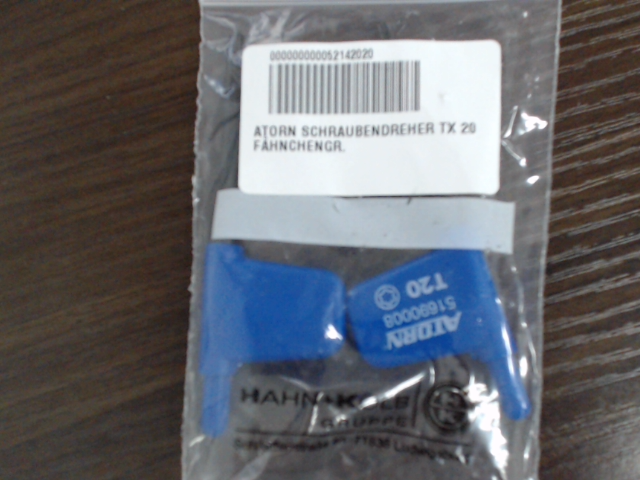 000000000052142020
ATORN SCHRAUBENDREHER TX 20
FÄHNCHENGR.
T20
51690008
ATORN
HAHN+KOLB
GRUPPE